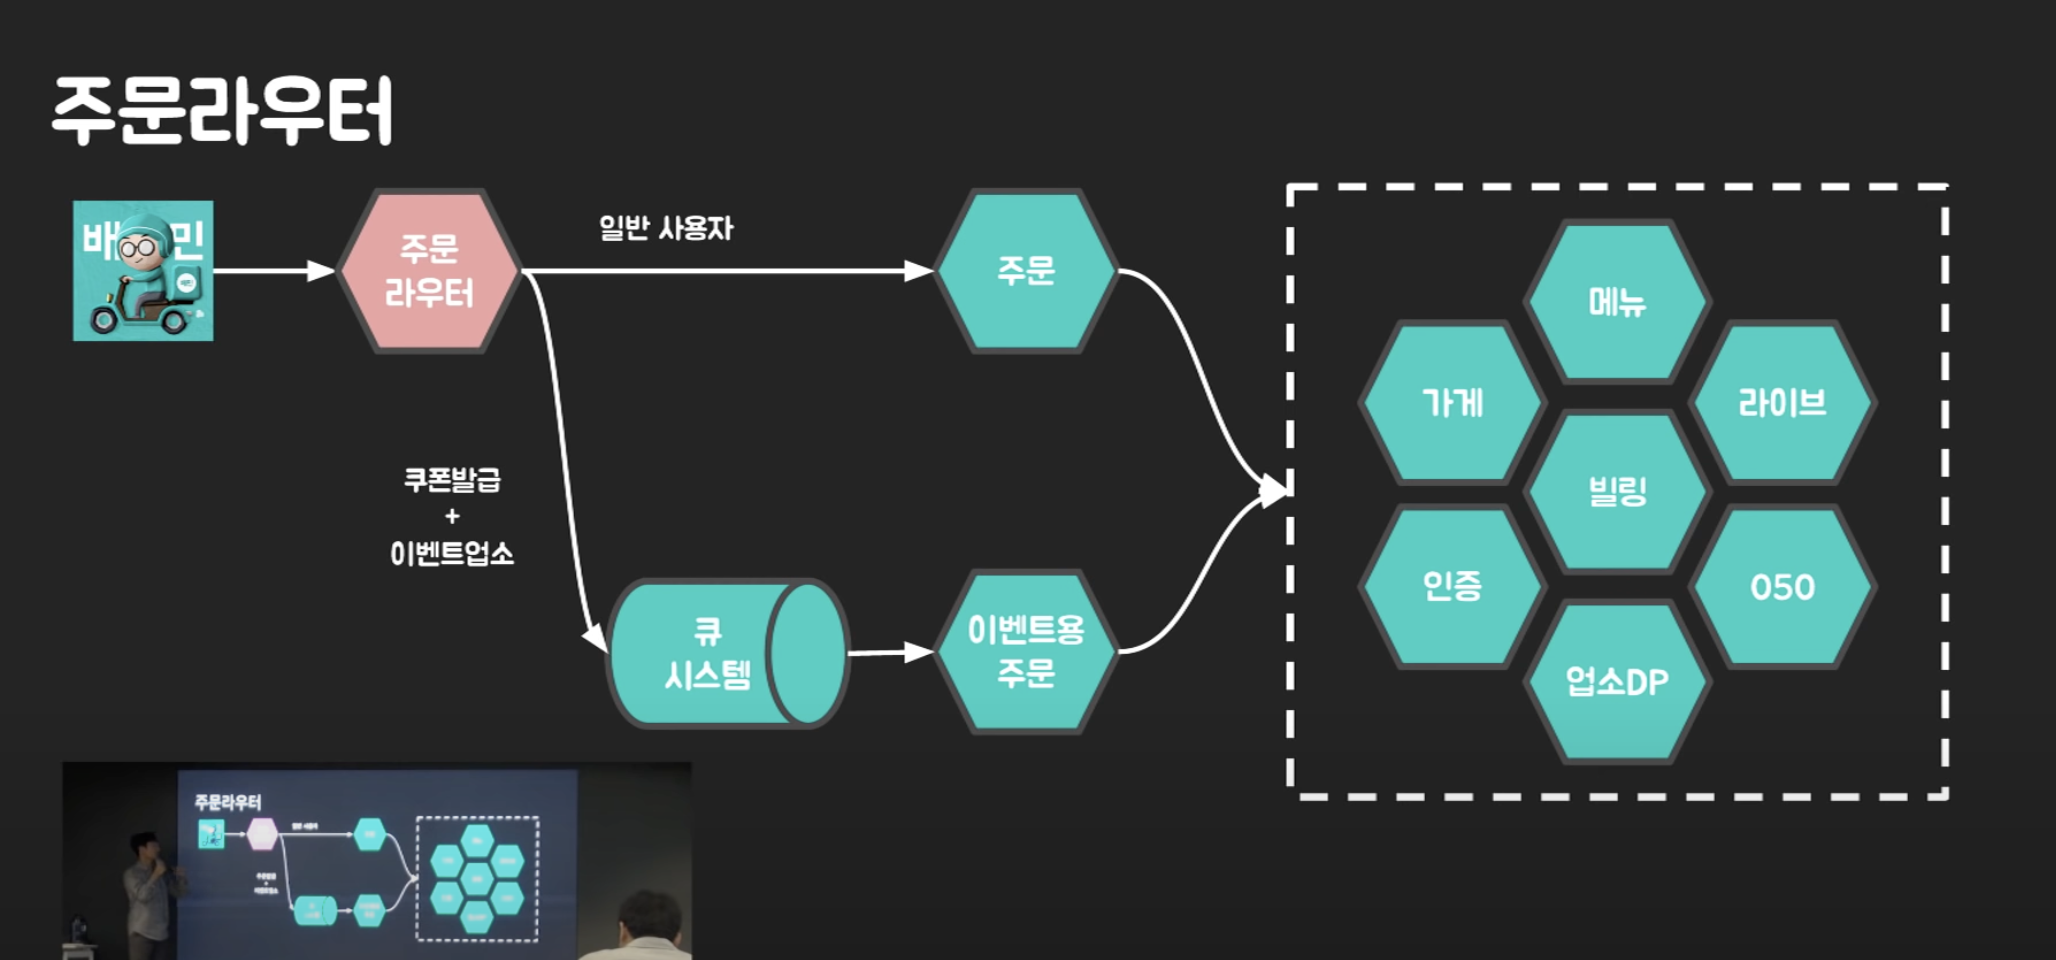 주문라우터
배민
주문
라우터
일반 사용자
주문
쿠폰발급
+
이벤트업소
큐
시스템
이벤트용
주문
메뉴
가게
라이브
빌링
인증
050
업소DP
주문라우터